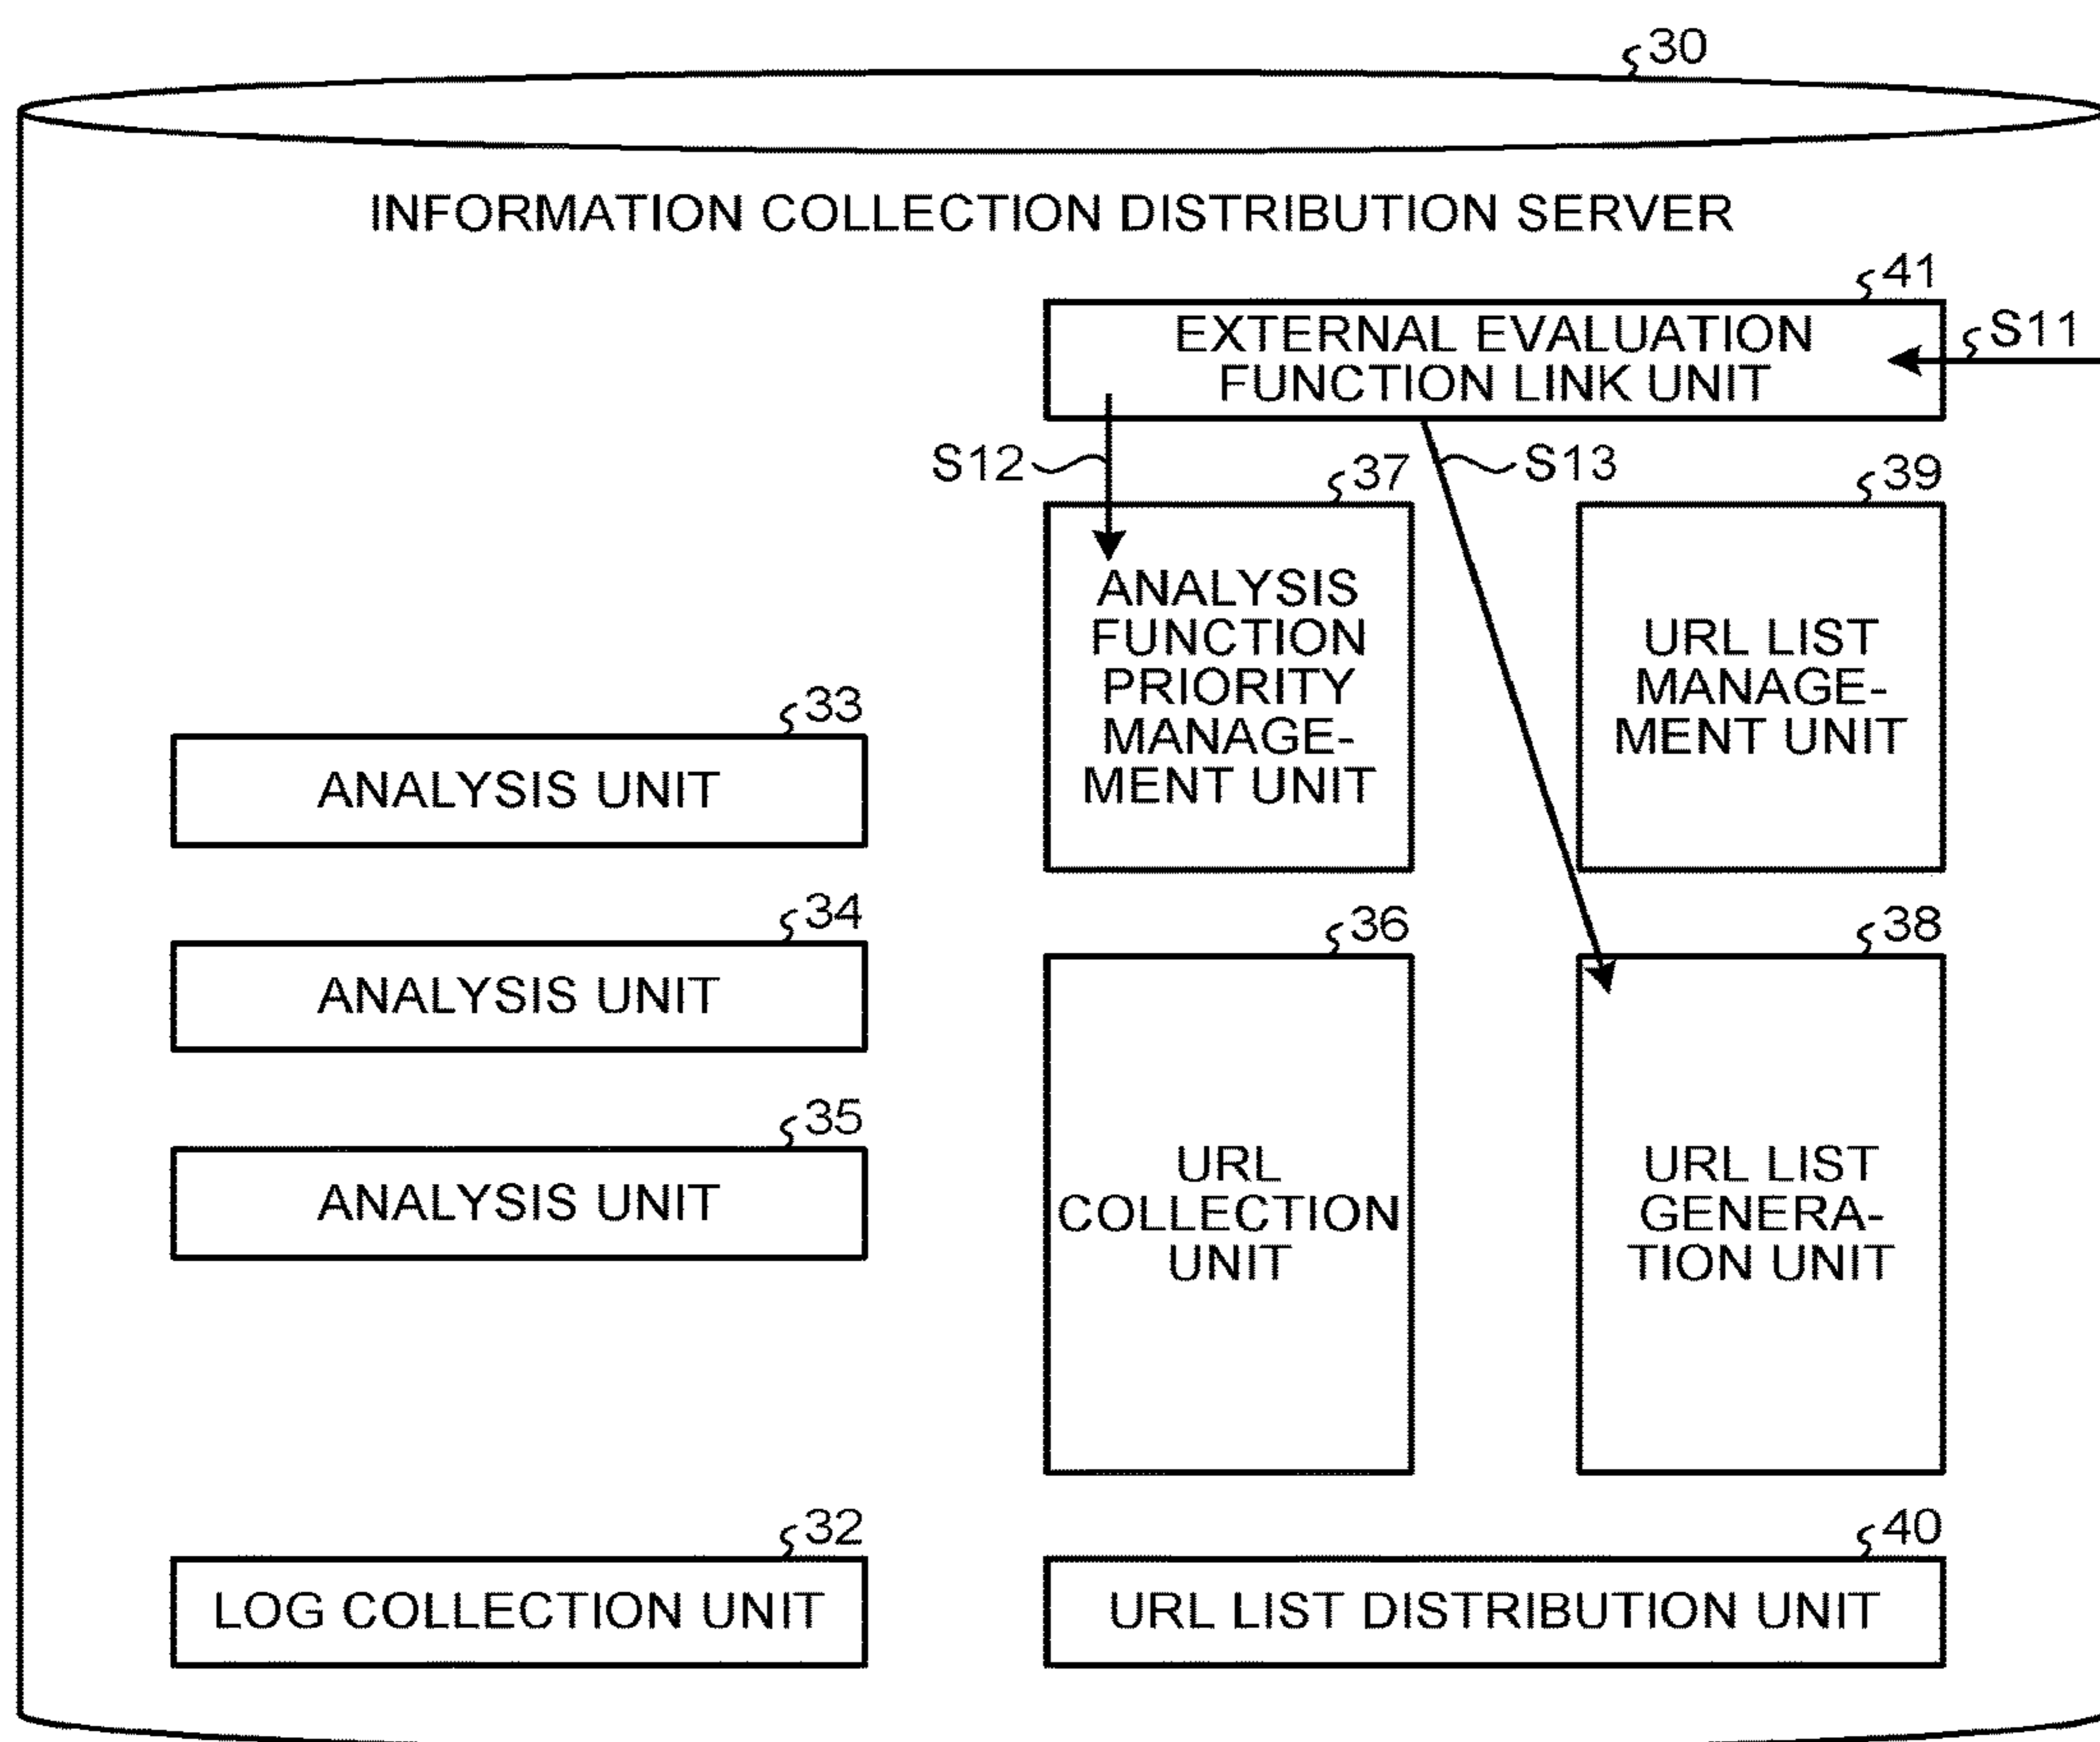 30
INFORMATION COLLECTION DISTRIBUTION SERVER
41
EXTERNAL EVALUATION
FUNCTION LINK UNIT
S11
S12
S13
37
ANALYSIS
FUNCTION
PRIORITY
MANAGE-
MENT UNIT
39
URL LIST
MANAGE-
MENT UNIT
33
ANALYSIS UNIT
34
ANALYSIS UNIT
35
ANALYSIS UNIT
36
URL
COLLECTION
UNIT
38
URL LIST
GENERA-
TION UNIT
32
LOG COLLECTION UNIT
40
URL LIST DISTRIBUTION UNIT